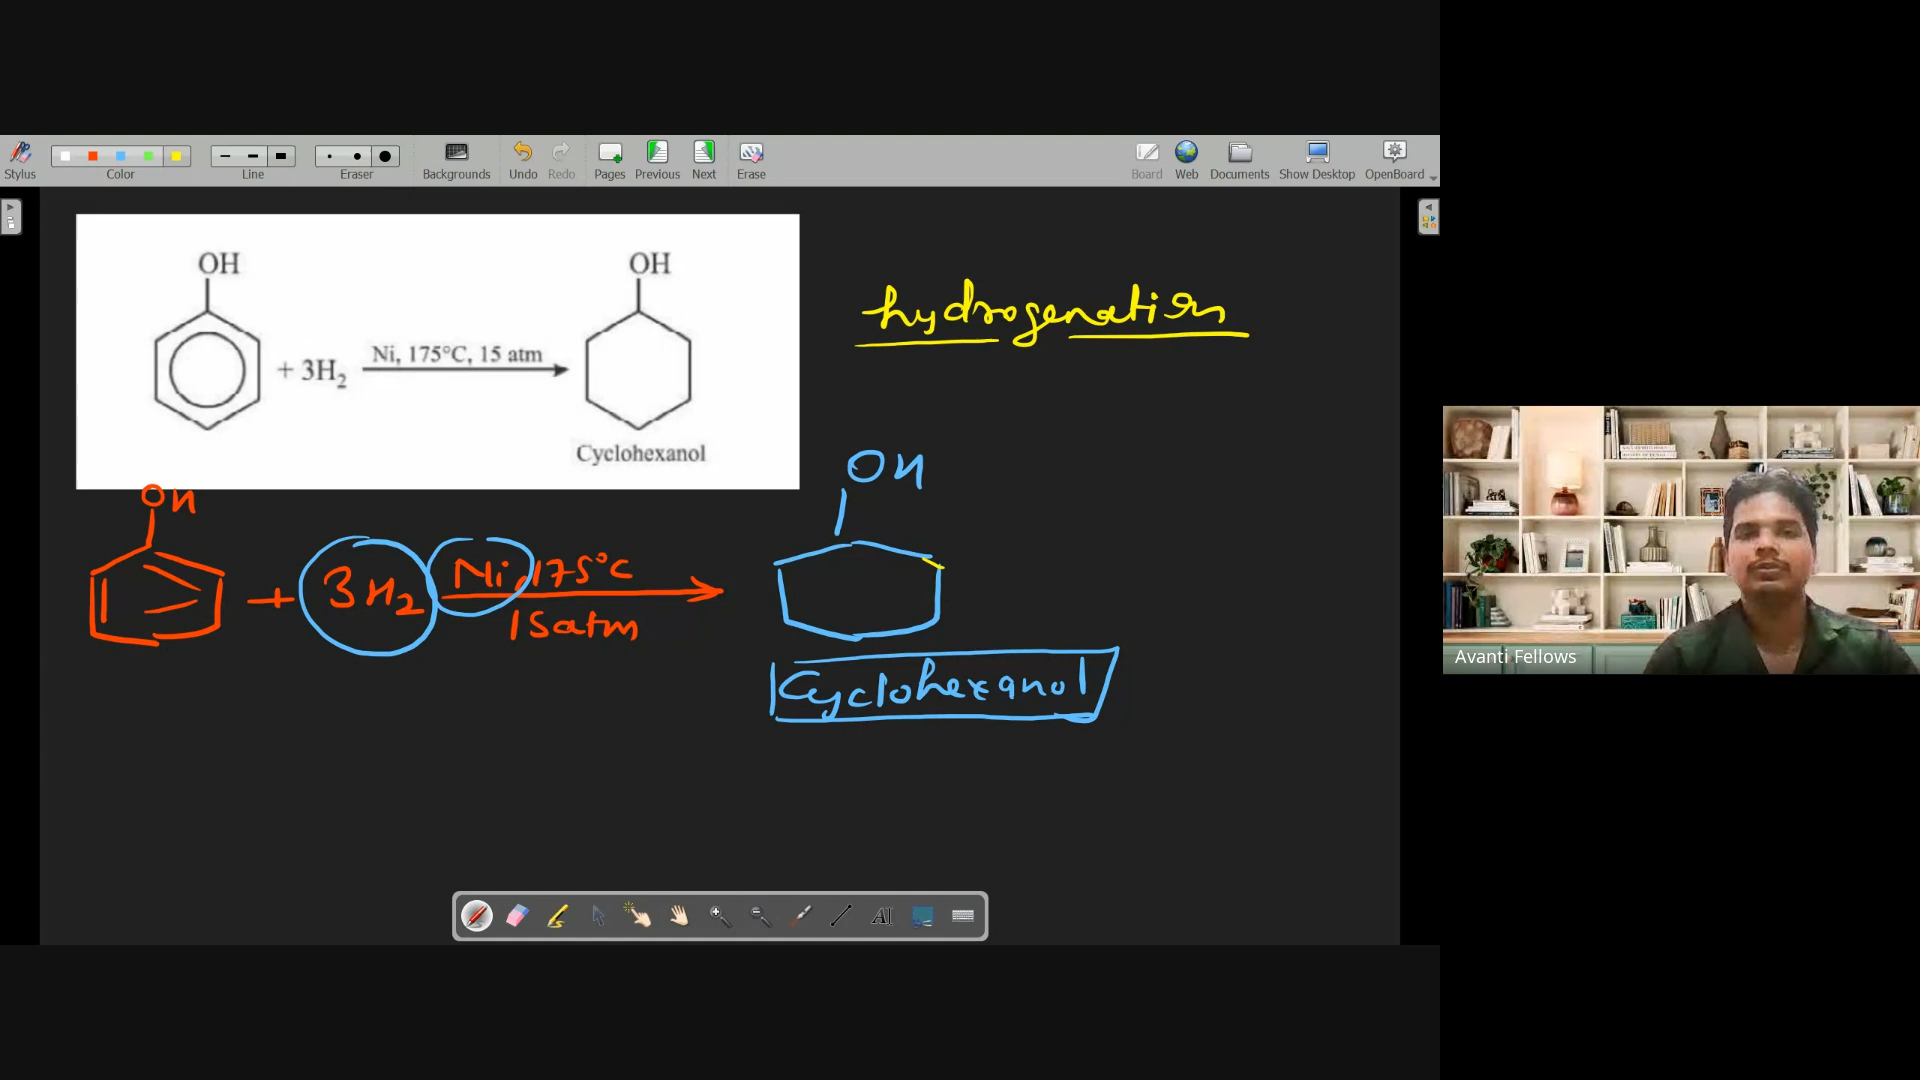 Stylus
Color
Line
Eraser
Backgrounds
Undo
Redo
Pages
Previous
Next
Erase
Board
Web
Documents
Show Desktop
OpenBoard
OH
OH
+ 3H₂
Ni, 175°C, 15 atm
Cyclohexanol
hydrogenation
OH
+ 3H₂
Ni, 175°C
15atm
OH
Cyclohexanol
Avanti Fellows
AI